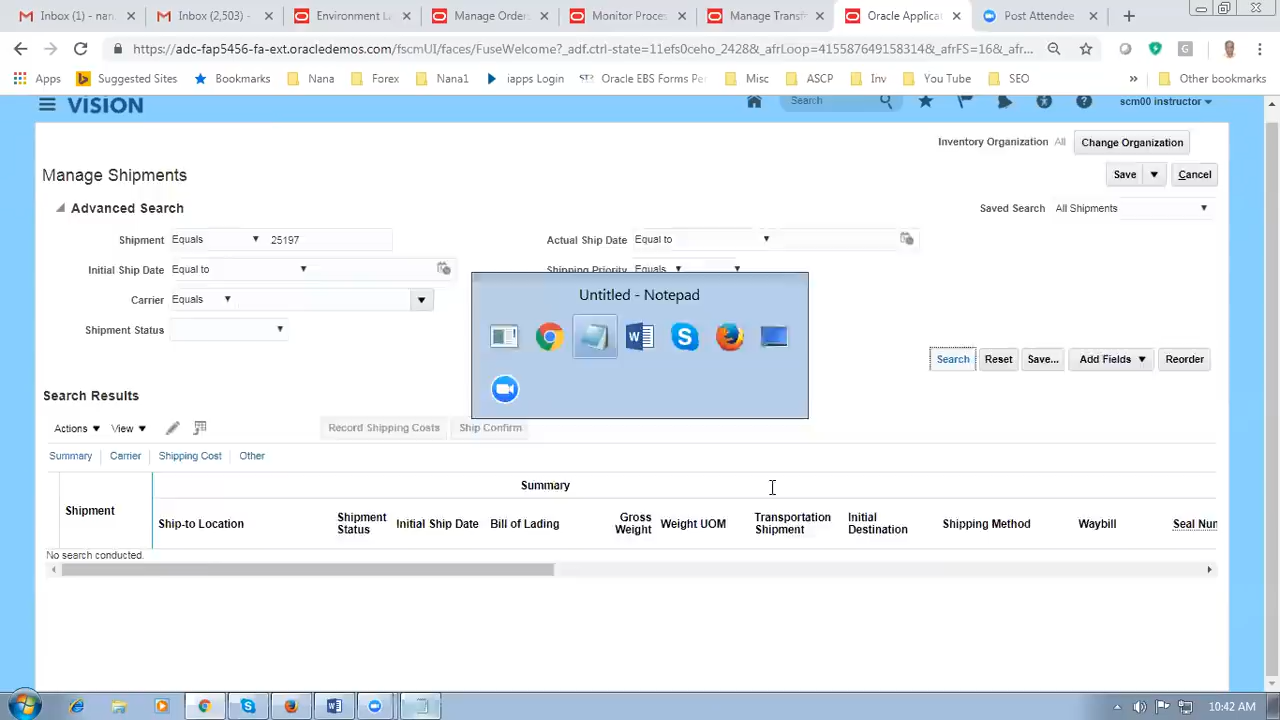 Inbox (1) - nan
Inbox (2,503) -
Environment L
Manage Order
Monitor Proce
Manage Transf
Oracle Applica
Post Attendee
https://adc-fap5456-fa-ext.oracledemos.com/fscmUI/faces/FuseWelcome?_adf.ctrl-state=11efs0ceho_2428&_afrLoop=415587649158314&_afrFS=16&_afr...
Apps
Suggested Sites
Bookmarks
Nana
Forex
Nana1
iapps Login
Oracle EBS Forms Pe
Misc
ASCP
Inv
You Tube
SEO
Other bookmarks
VISION
Search
scm00 instructor
Inventory Organization All
Change Organization
Manage Shipments
Save
Cancel
Advanced Search
Saved Search All Shipments
Shipment Equals 25197
Actual Ship Date Equal to
Initial Ship Date Equal to
Shipping Priority Equals
Carrier Equals
Shipment Status
Untitled - Notepad
Search
Reset
Save...
Add Fields
Reorder
Search Results
Actions
View
Record Shipping Costs
Ship Confirm
Summary
Carrier
Shipping Cost
Other
Summary
Shipment
Ship-to Location
Shipment Status
Initial Ship Date
Bill of Lading
Gross Weight
Weight UOM
Transportation Shipment
Initial Destination
Shipping Method
Waybill
Seal Nun
No search conducted.
10:42 AM